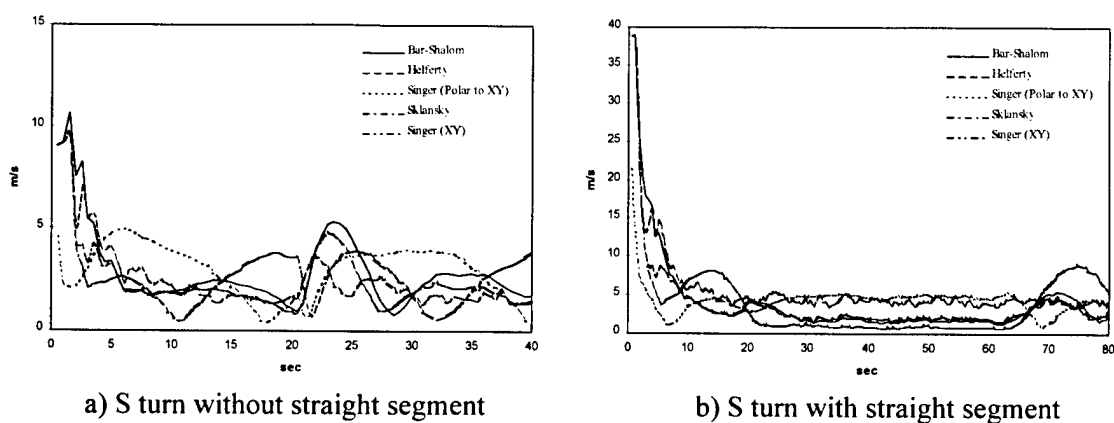 15
10
5
0
m/s
Bar-Shalom
Helferty
Singer (Polar to XY)
Sklansky
Singer (XY)
0 5 10 15 20 25 30 35 40
sec
a) S turn without straight segment
40
35
30
25
20
15
10
5
0
m/s
Bar-Shalom
Helferty
Singer (Polar to XY)
Sklansky
Singer (XY)
0 10 20 30 40 50 60 70 80
sec
b) S turn with straight segment